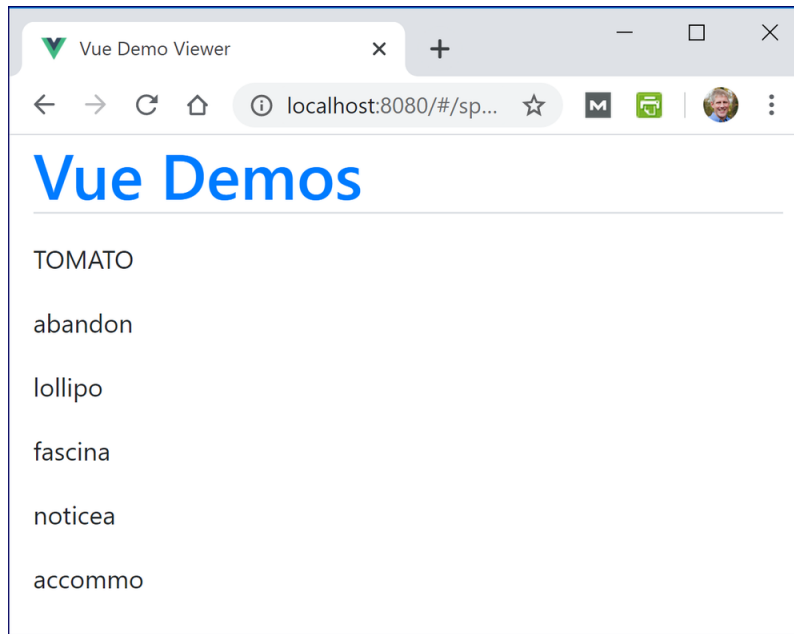 Vue Demo Viewer
localhost:8080/#/sp...
M
Vue Demos
TOMATO
abandon
lollipo
fascina
noticea
accommo